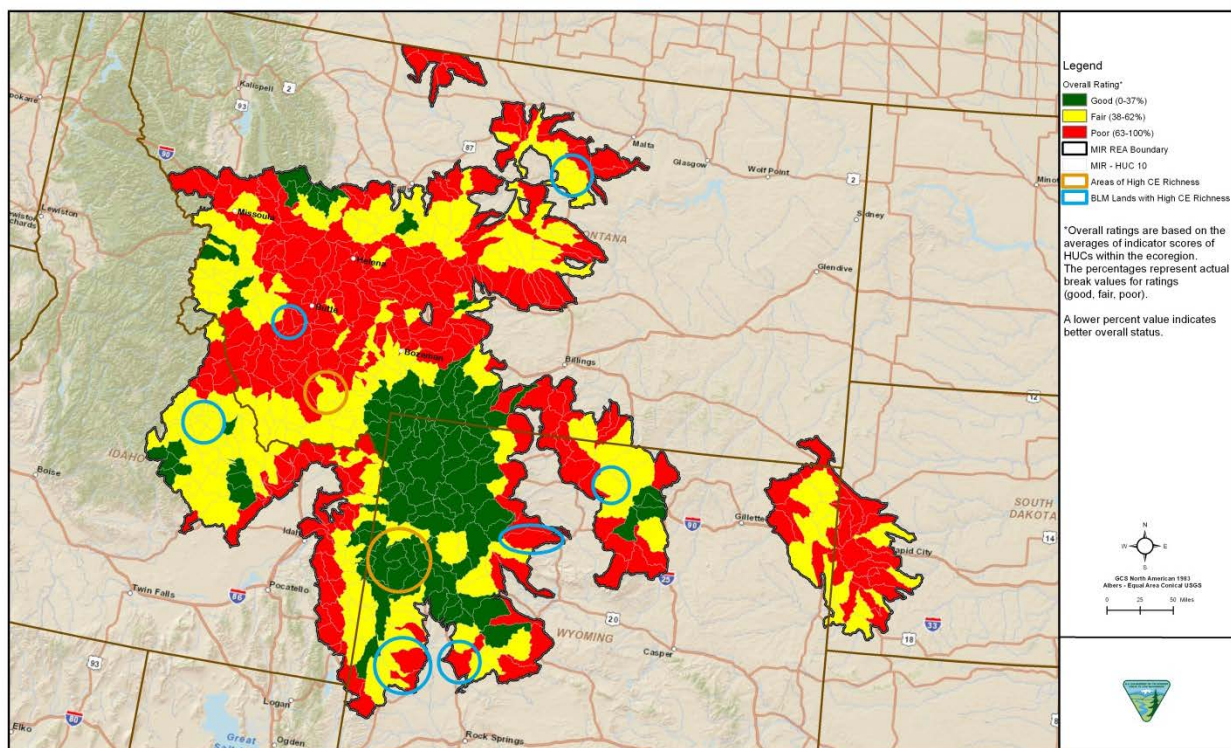 Kalispell
2
93
90
87
Malta
Glasgow
Wolf Point
2
Lewiston
Missoula
Helena
Butte
Bozeman
Sidney
Glendive
Billings
12
IDAHO
Boise
SOUTH
DAKOTA
14
90
Gillette
Rapid City
Twin Falls
86
Pocatello
25
20
WYOMING
Casper
18
93
Logan
80
Elko
Great
Ogden
Rock Springs
Legend
Overall Rating*
Good (0-37%)
Fair (38-62%)
Poor (63-100%)
MIR REA Boundary
MIR - HUC 10
Areas of High CE Richness
BLM Lands with High CE Richness
*Overall ratings are based on the
averages of indicator scores of
HUCs within the ecoregion.
The percentages represent actual
break values for ratings
(good, fair, poor).
A lower percent value indicates
better overall status.
N
W E
S
GCS North American 1983
Albers - Equal Area Conical USGS
0 25 50 Miles